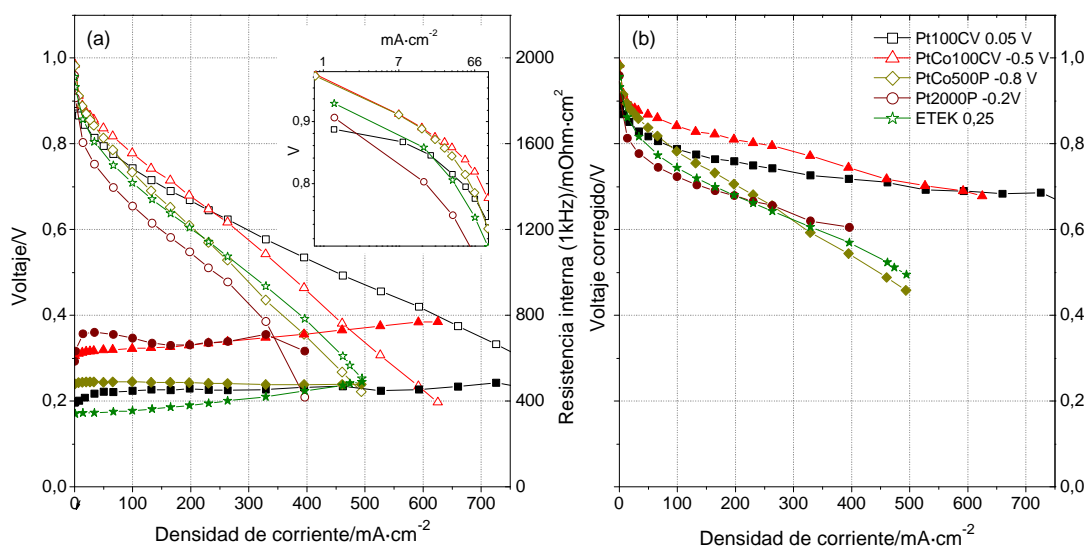 (a)
mA·cm-2
1 7 66
0,9
0,8
V
1,0
0,8
0,6
0,4
0,2
0,0
Voltaje/V
0 100 200 300 400 500 600 700
Densidad de corriente/mA·cm-2
2000
1600
1200
800
400
0
Resistencia interna (1kHz)/mOhm·cm2
(b)
Pt100CV 0.05 V
PtCo100CV -0.5 V
PtCo500P -0.8 V
Pt2000P -0.2V
ETEK 0,25
Voltaje corregido/V
0 100 200 300 400 500 600 700
Densidad de corriente/mA·cm-2
1,0
0,8
0,6
0,4
0,2
0,0